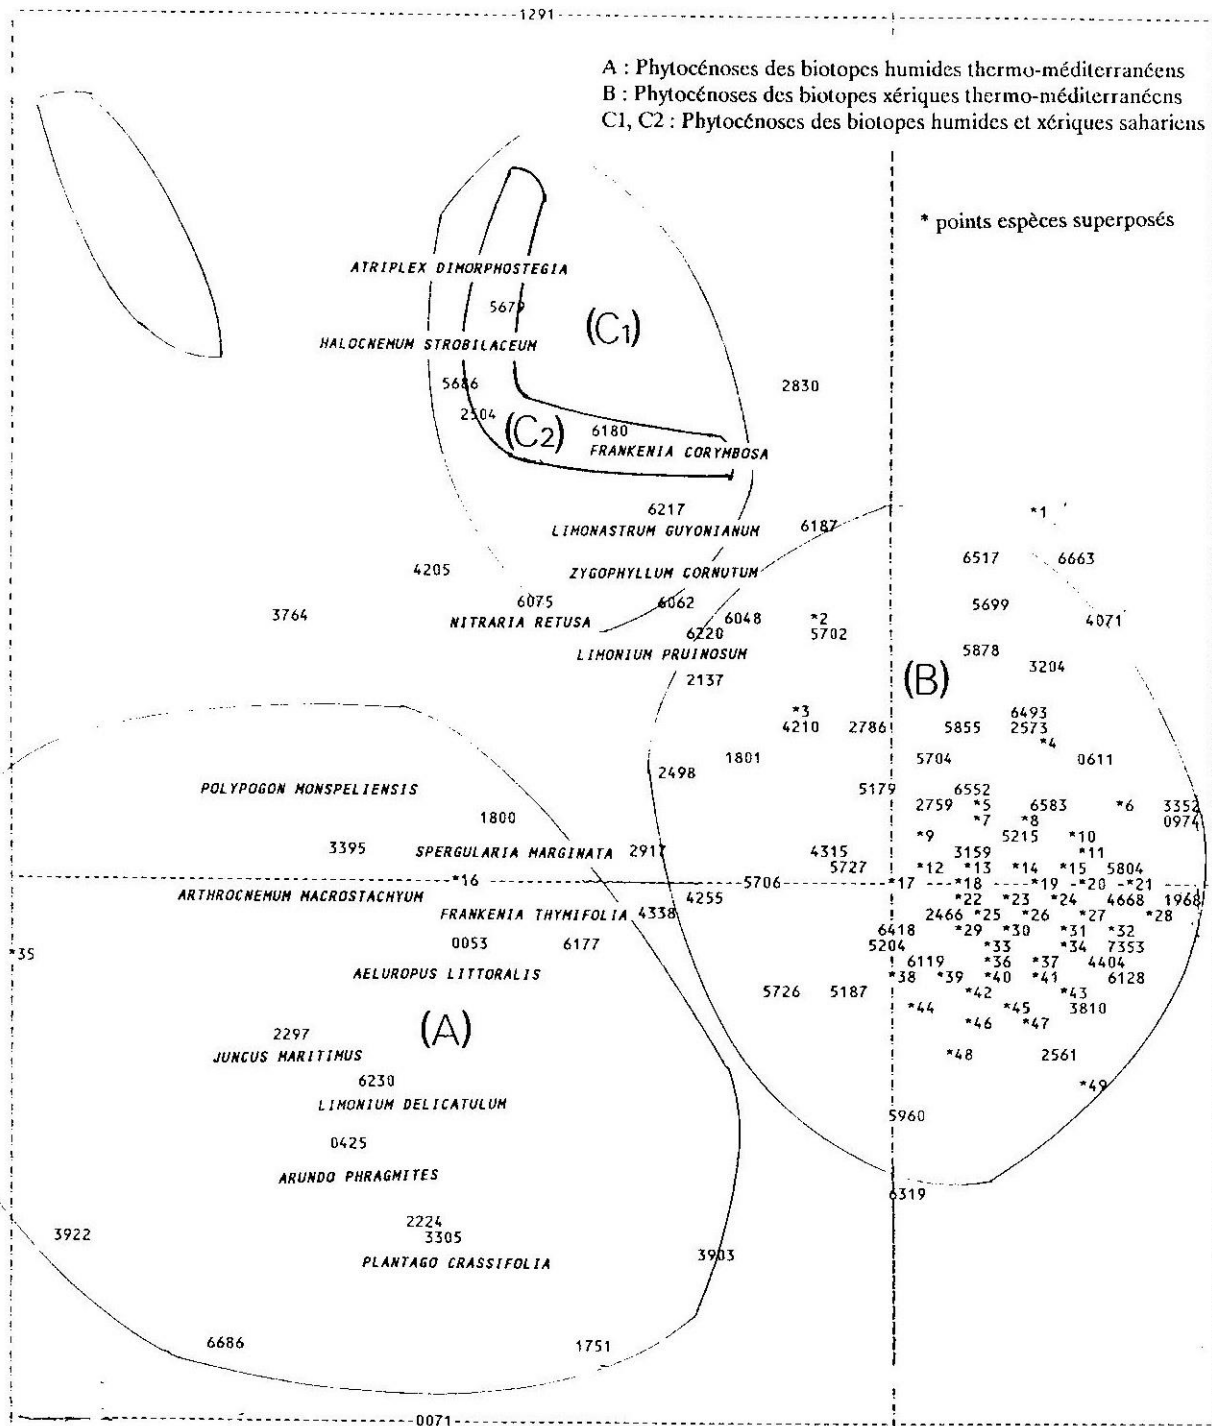 1291
A : Phytocénoses des biotopes humides thermo-méditerranéens
B : Phytocénoses des biotopes xériques thermo-méditerranéens
C1, C2 : Phytocénoses des biotopes humides et xériques sahariens
* points espèces superposés
ATRIPLEX DIMORPHOSTEGIA
5679
(C1)
HALOCNEMUM STROBILACEUM
5686 2830
2504
(C2) 6180
FRANKENIA CORYMBOSA
6217 *1
LIMONASTRUM GUYONIANUM 6187
6517 6663
4205 ZYGOPHYLLUM CORNUTUM
6075 6062 5699
3764 NITRARIA RETUSA 6048 *2 4071
6220 5702
LIMONIUM PRUINOSUM 5878
3204
2137 (B)
*3 6493
4210 2786 5855 2573
*4
1801 5704 0611
2498
POLYPOGON MONSPELIENSIS 5179 6552
2759 *5 6583 *6 3352
1800 *7 *8 0974
*9 5215 *10
3395 SPERGULARIA MARGINATA 2917 4315 3159 *11
5727 *12 *13 *14 *15 5804
*16 5706 *17 *18 *19 *20 *21
ARTHROCNEMUM MACROSTACHYUM 4255 *22 *23 *24 4668 1968
FRANKENIA THYMIFOLIA 4338 2466 *25 *26 *27 *28
6418 *29 *30 *31 *32
0053 6177 5204 *33 *34 7353
*35 6119 *36 *37 4404
AELUROPUS LITTORALIS *38 *39 *40 *41 6128
5726 5187 *42 *43
*44 *45 3810
(A) *46 *47
2297
JUNCUS MARITIMUS *48 2561
6230 *49
LIMONIUM DELICATULUM
5960
0425
ARUNDO PHRAGMITES
6319
2224
3922 3305
PLANTAGO CRASSIFOLIA 3903
6686 1751
0071